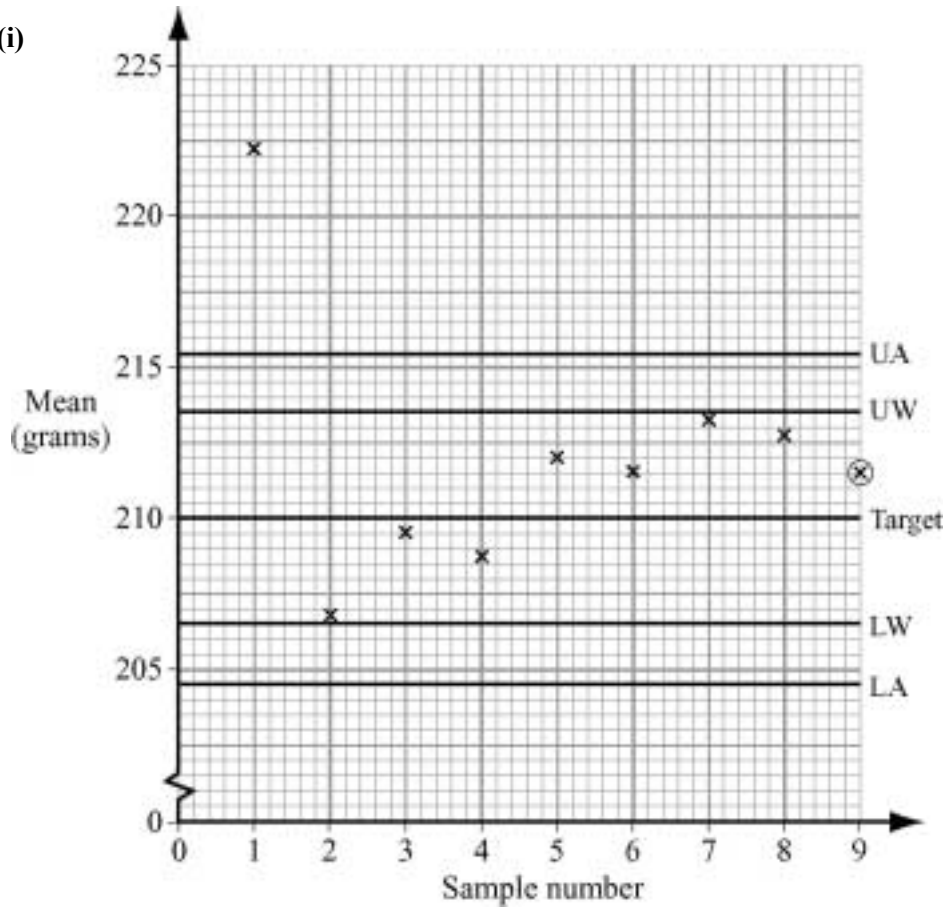 (i)
225
220
215
210
205
0
Mean
(grams)
UA
UW
Target
LW
LA
0 1 2 3 4 5 6 7 8 9
Sample number